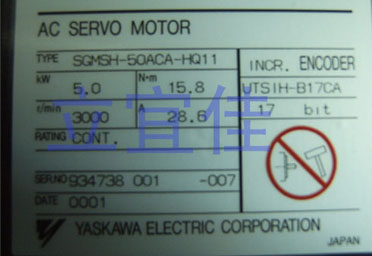 AC SERVO MOTOR
TYPE SGMSH-50ACA-HQ11
INCR. ENCODER
kW 5.0 N·m 15.8
UTSIH-B17CA
r/min 3000 A 28.6
17 bit
RATING CONT.
立宜佳
SER.NO 934738 001 -007
DATE 0001
YASKAWA ELECTRIC CORPORATION
JAPAN